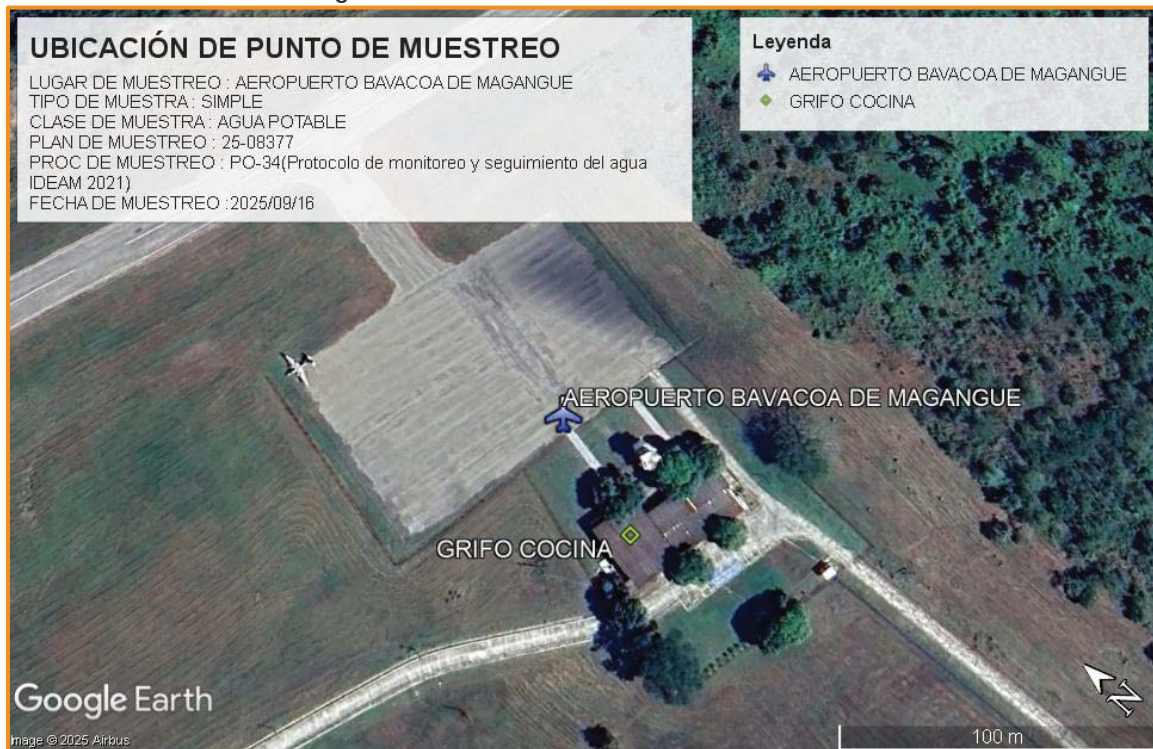 UBICACIÓN DE PUNTO DE MUESTREO
LUGAR DE MUESTREO : AEROPUERTO BAVACOA DE MAGANGUE
TIPO DE MUESTRA : SIMPLE
CLASE DE MUESTRA : AGUA POTABLE
PLAN DE MUESTREO : 25-08377
PROC DE MUESTREO : PO-34(Protocolo de monitoreo y seguimiento del agua
IDEAM 2021)
FECHA DE MUESTREO :2025/09/16
Leyenda
AEROPUERTO BAVACOA DE MAGANGUE
GRIFO COCINA
AEROPUERTO BAVACOA DE MAGANGUE
GRIFO COCINA
Google Earth
Image © 2025 Airbus
N
100 m